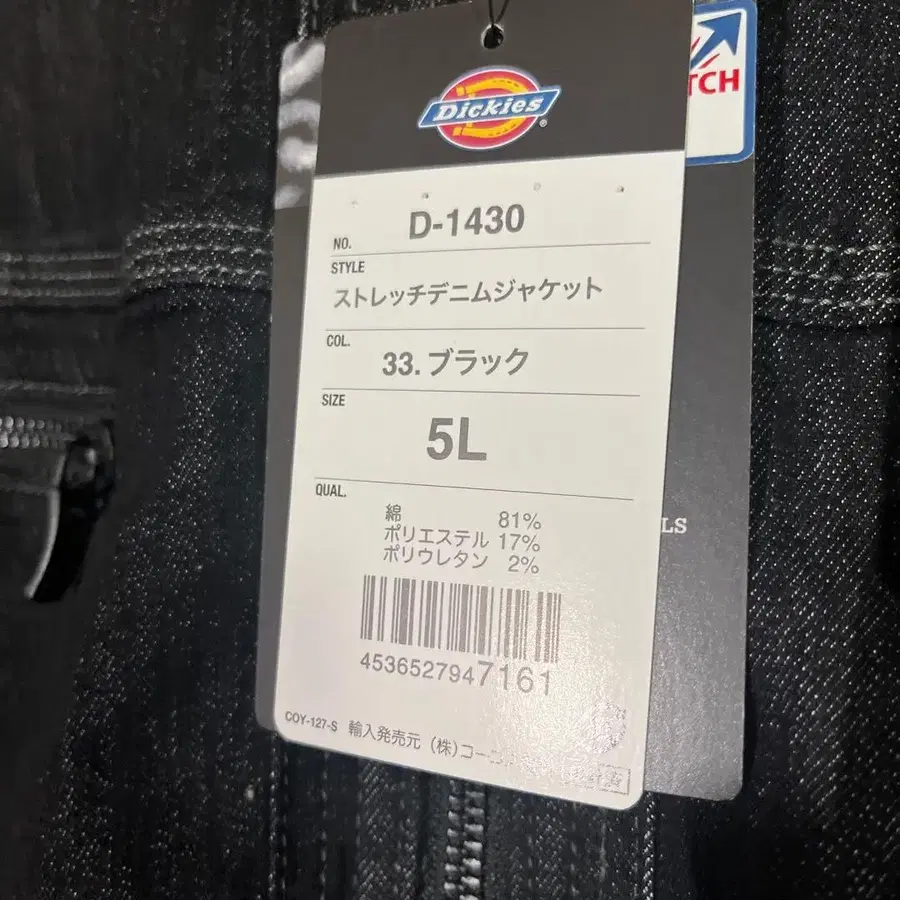 Dickies
®
TCH
NO. D-1430
STYLE
ストレッチデニムジャケット
COL.
33.ブラック
SIZE
5L
QUAL.
綿 81%
ポリエステル 17%
ポリウレタン 2%
4536527947161
COY-127-S 輸入発売元 (株)コー
LS